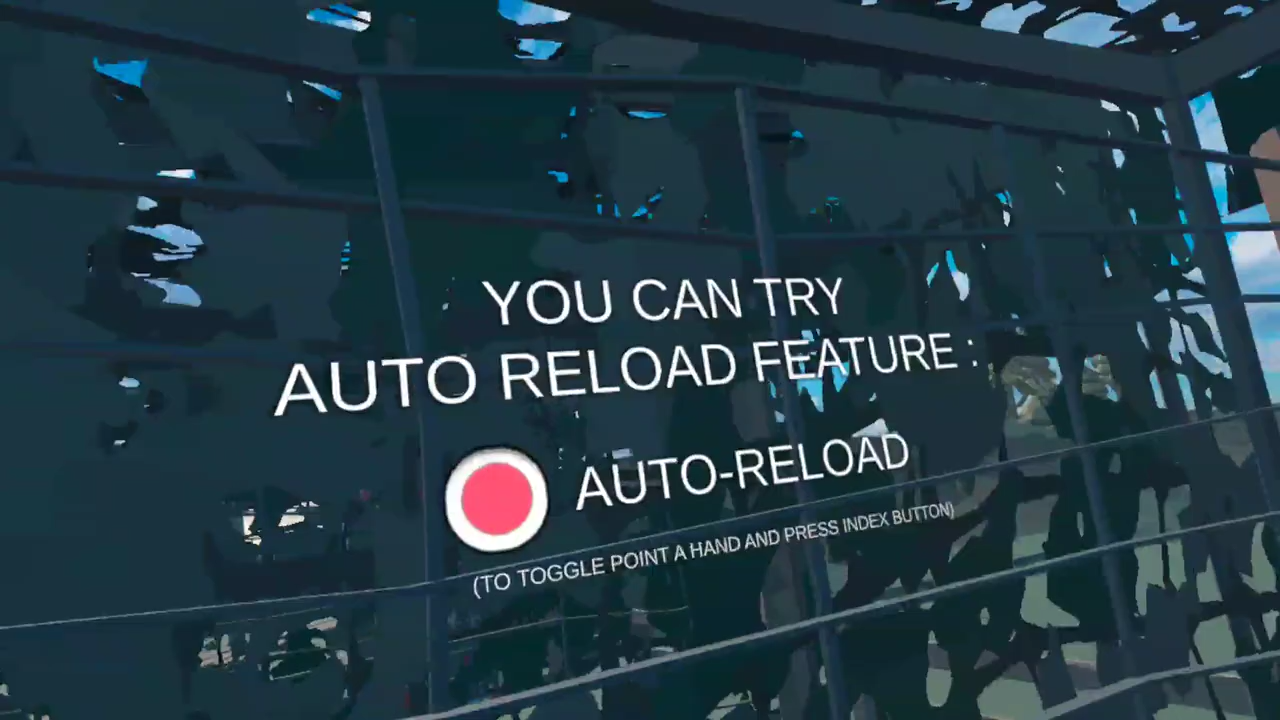 YOU CAN TRY
AUTO RELOAD FEATURE :
AUTO-RELOAD
(TO TOGGLE POINT A HAND AND PRESS INDEX BUTTON)